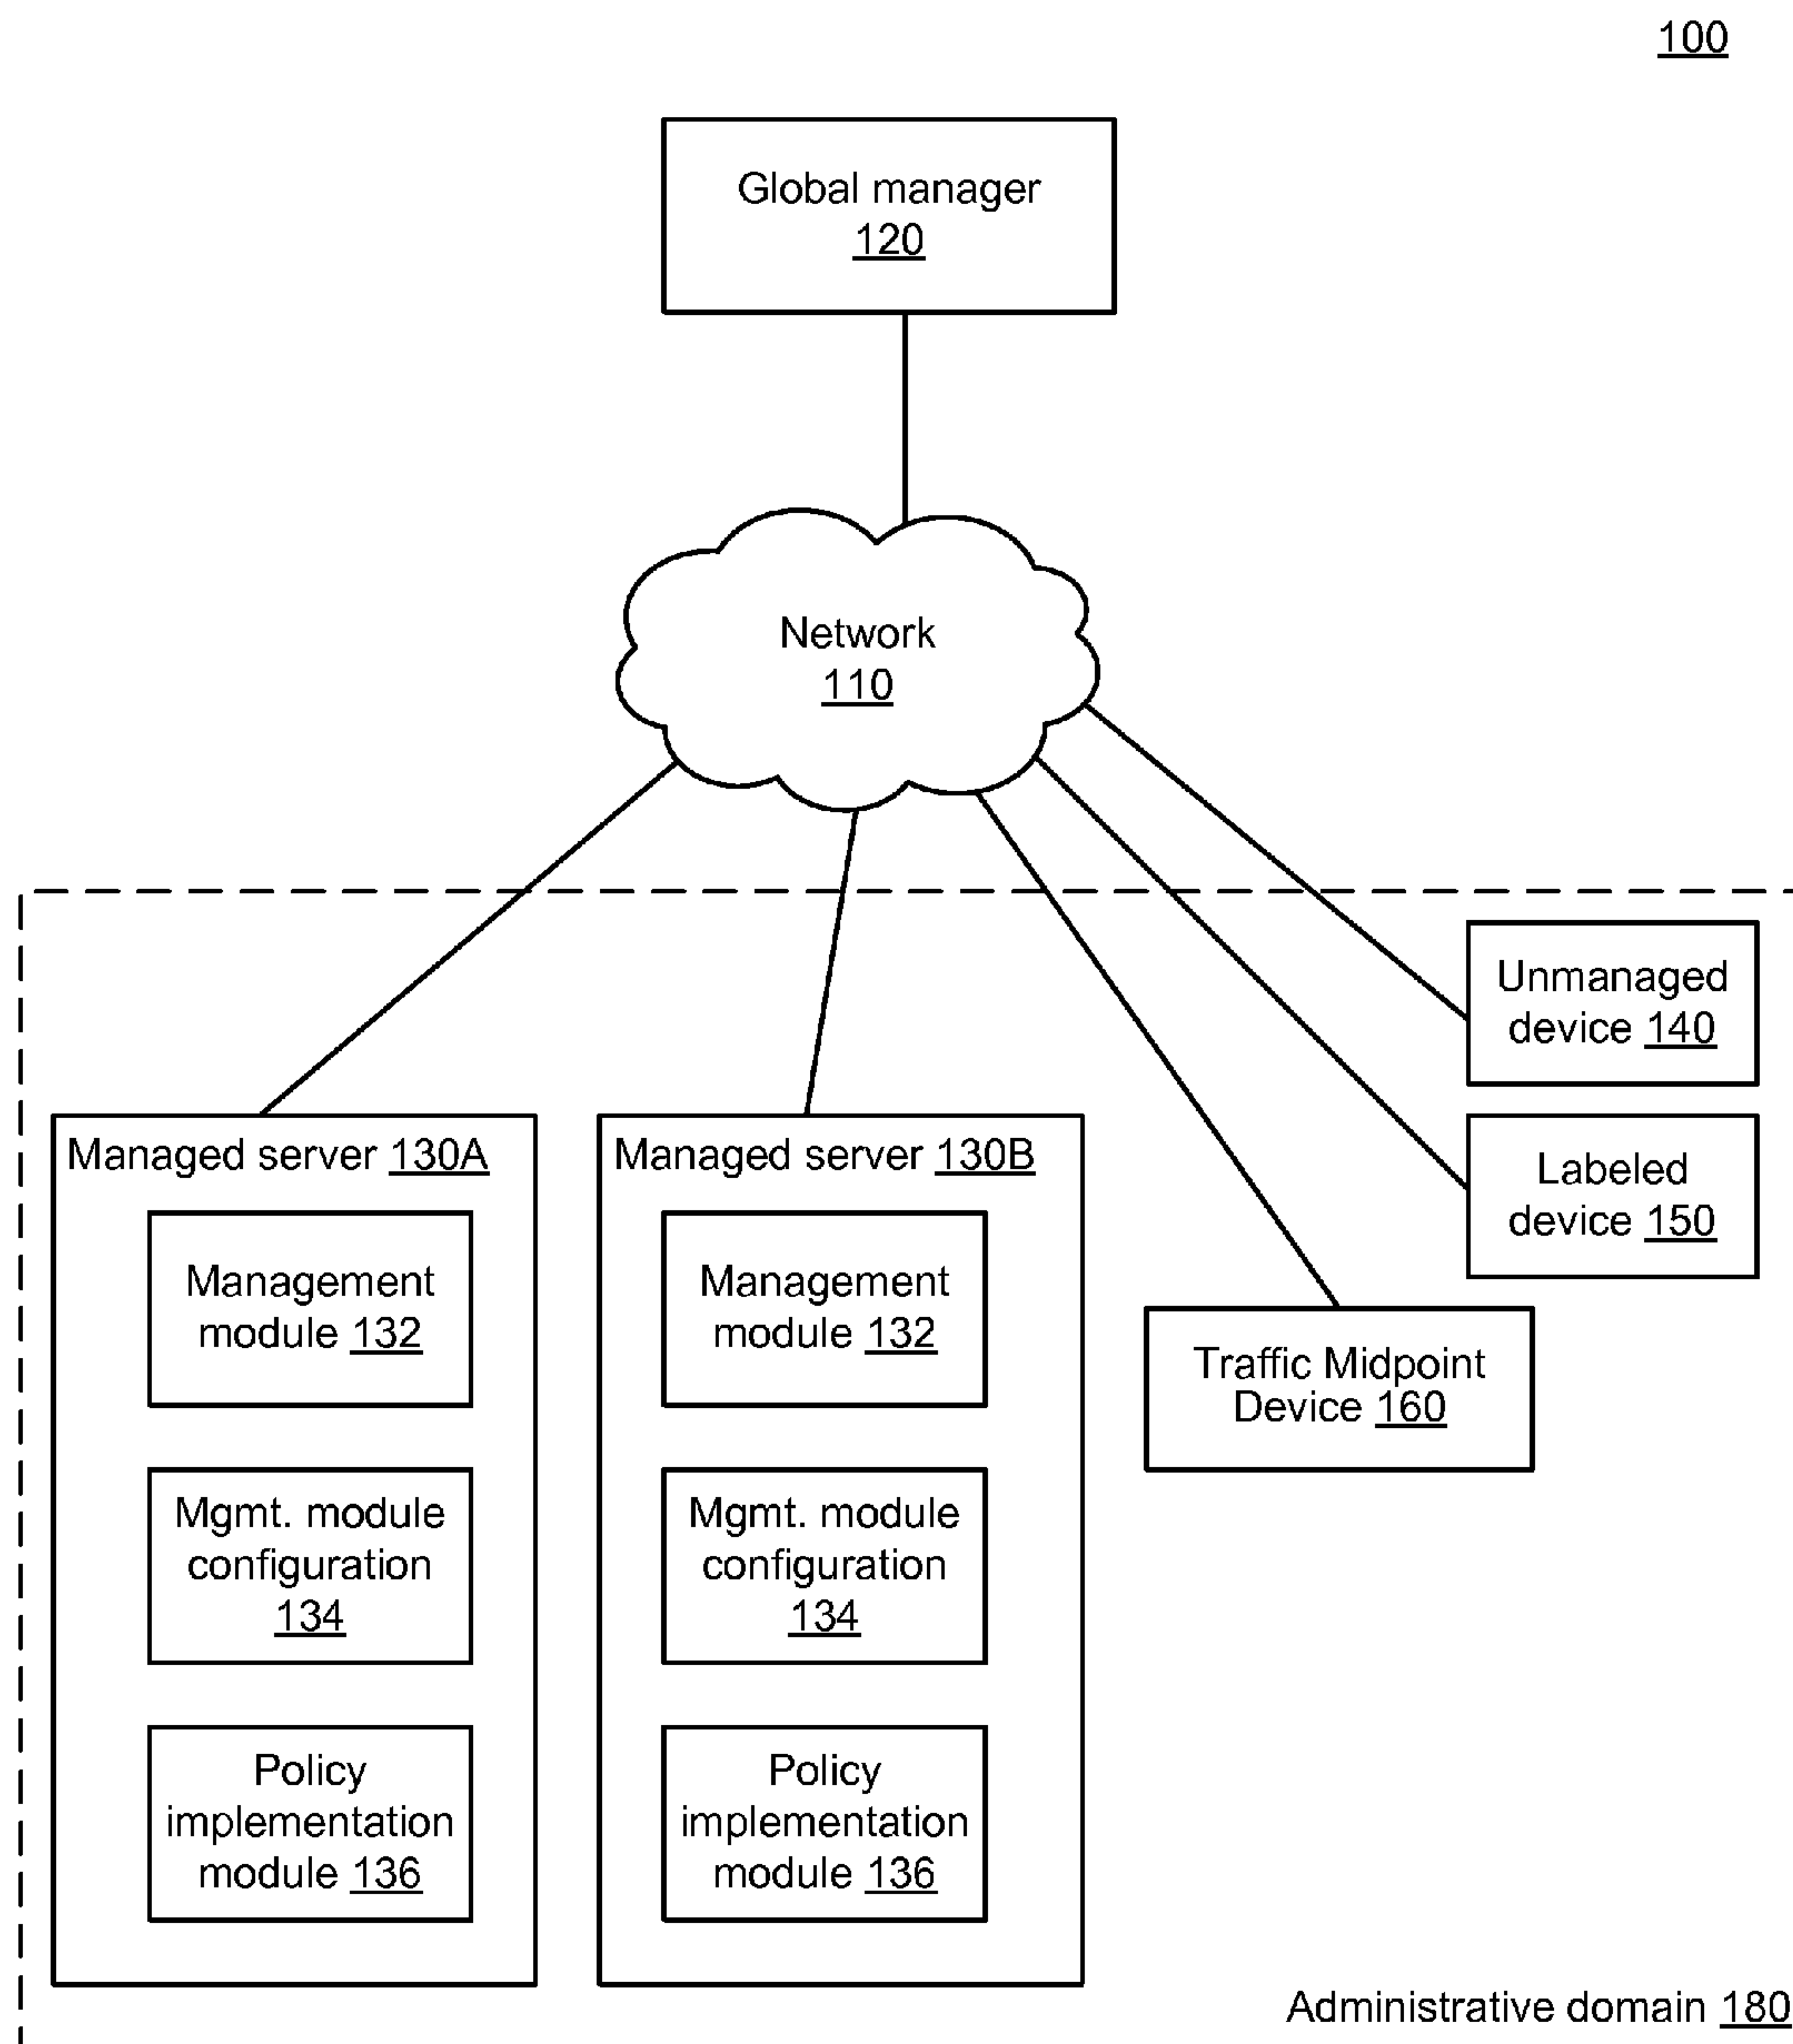 100
Global manager
120
Network
110
Unmanaged
device 140
Labeled
device 150
Traffic Midpoint
Device 160
Managed server 130A
Management
module 132
Mgmt. module
configuration
134
Policy
implementation
module 136
Managed server 130B
Management
module 132
Mgmt. module
configuration
134
Policy
implementation
module 136
Administrative domain 180